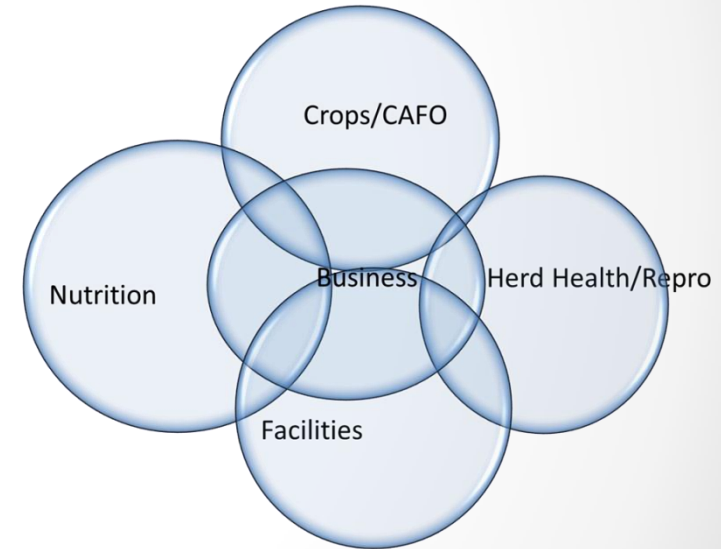 Crops/CAFO
Business
Herd Health/Repro
Nutrition
Facilities